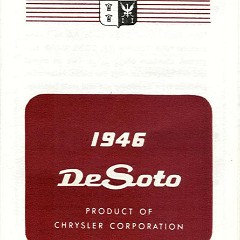 1946
DeSoto
PRODUCT OF
CHRYSLER CORPORATION